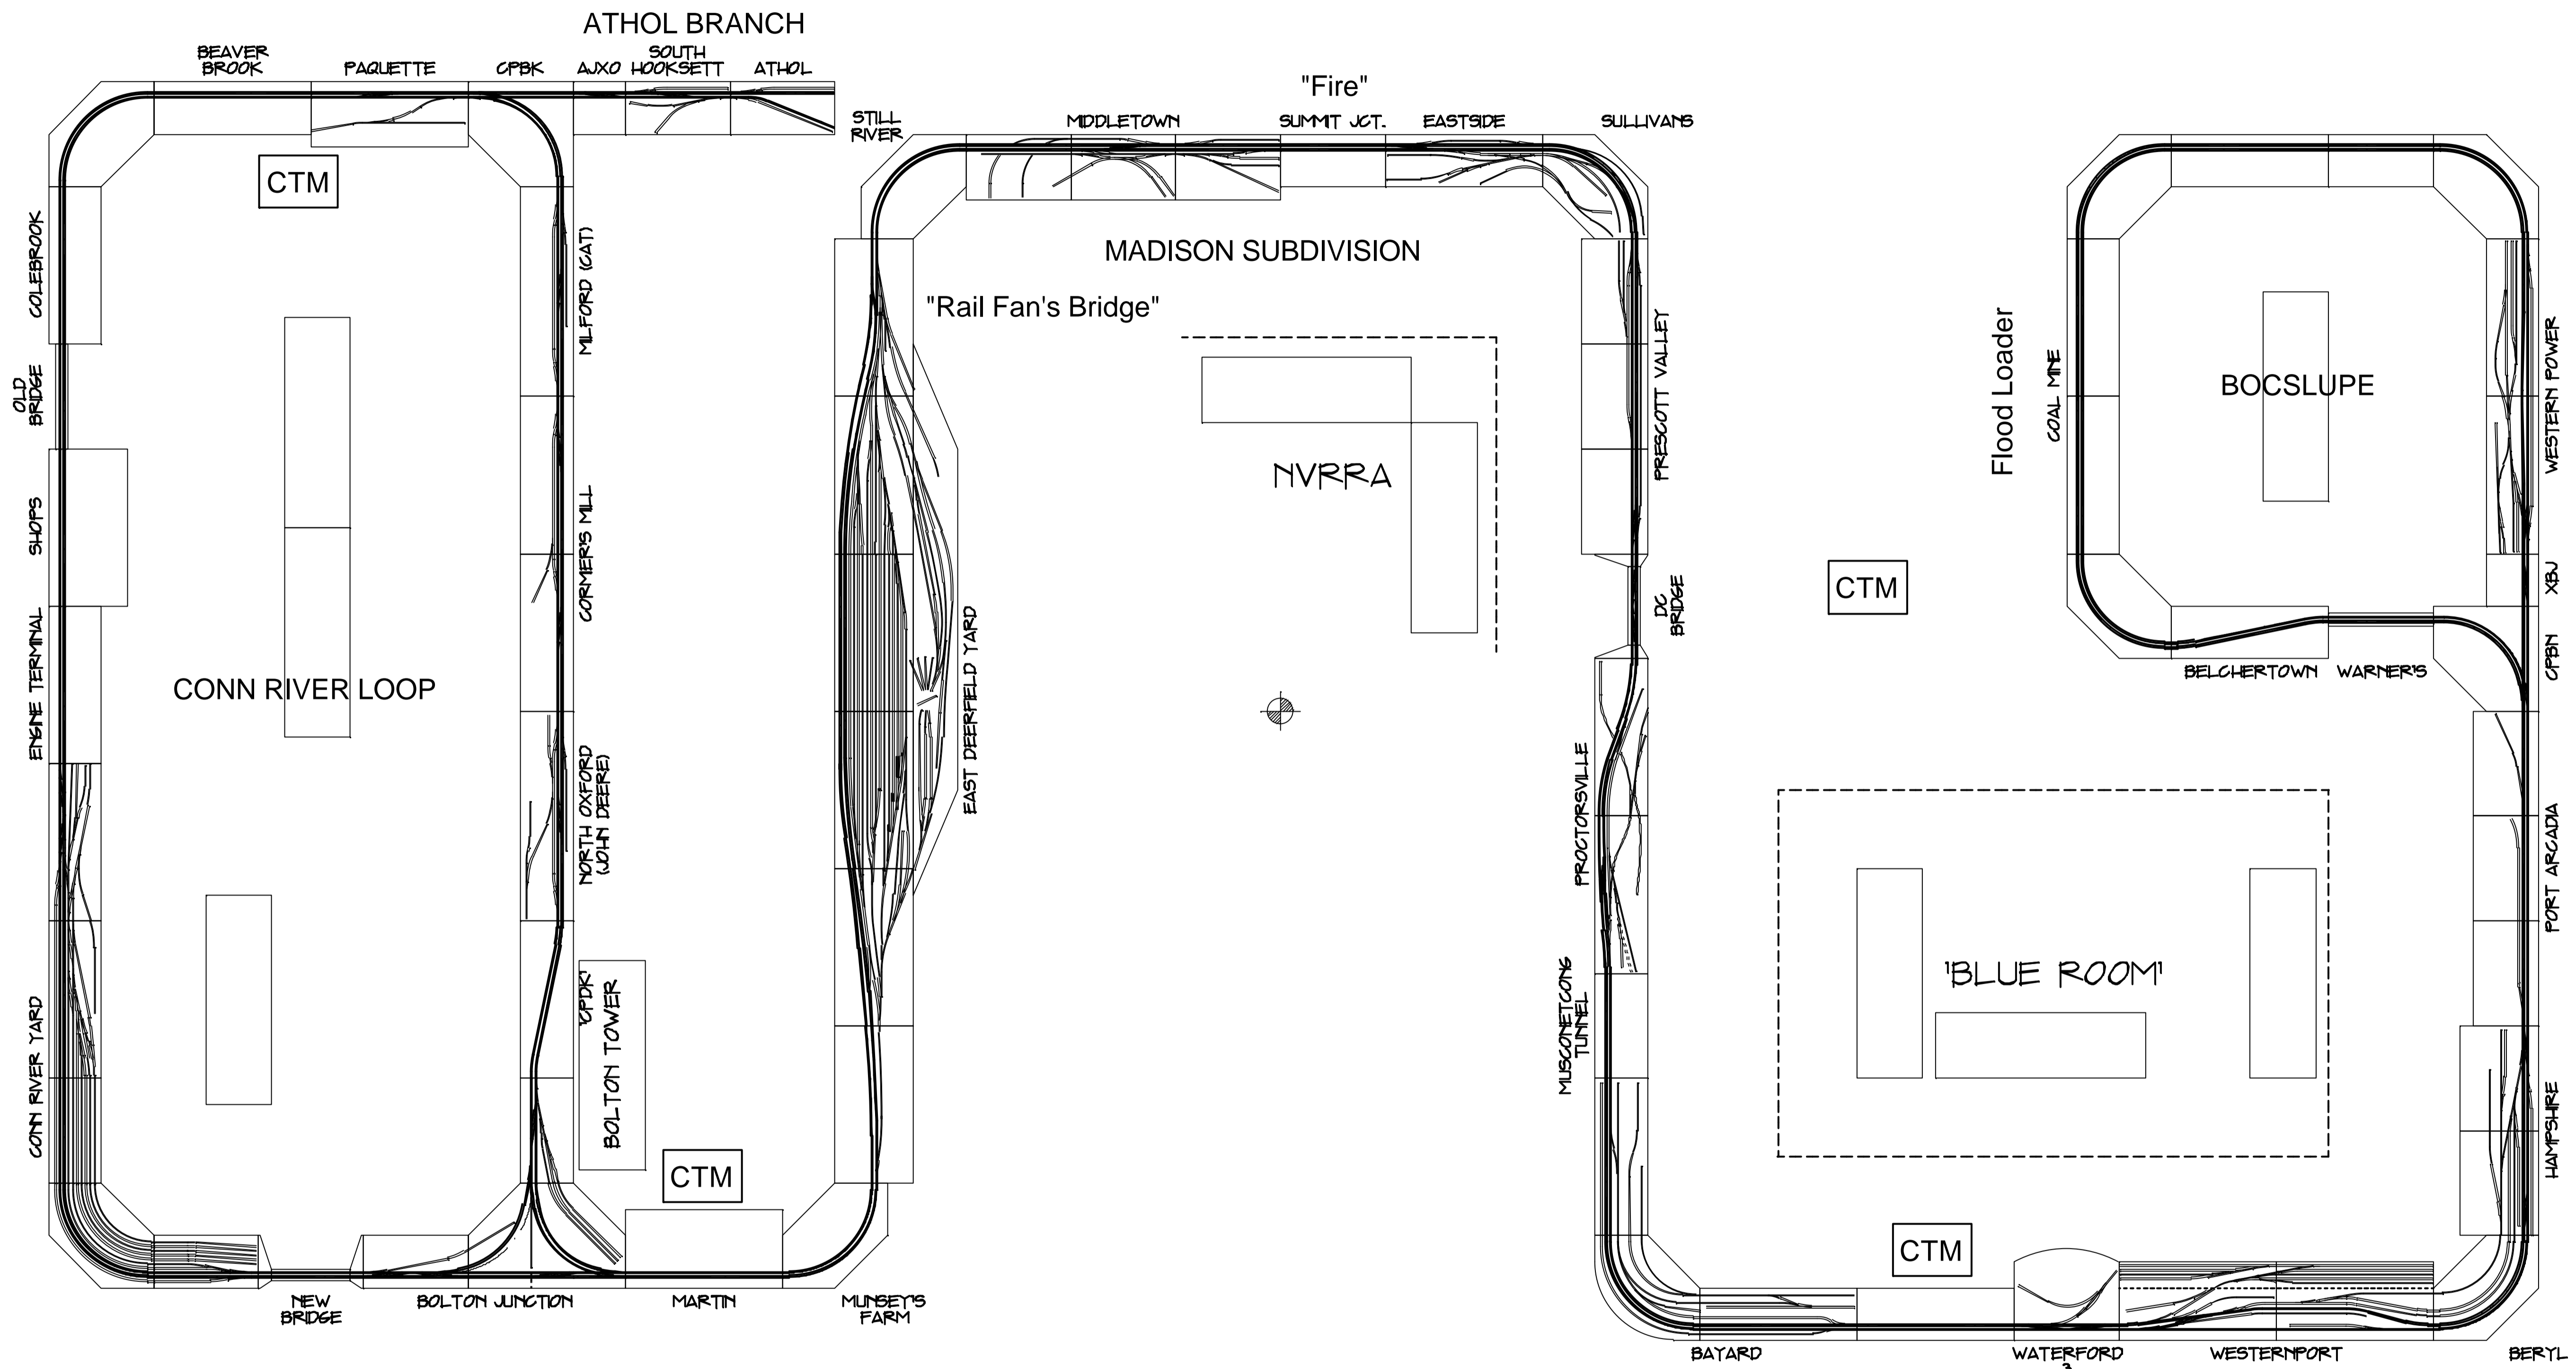 ATHOL BRANCH
BEAVER
BROOK
PAQUETTE
CPBK
AJXO
SOUTH
HOOKSETT
ATHOL
STILL
RIVER
"Fire"
MIDDLETOWN
SUMMIT JCT.
EASTSIDE
SULLIVANS
CTM
COLEBROOK
OLD
BRIDGE
SHOPS
ENGINE TERMINAL
CONN RIVER YARD
CONN RIVER LOOP
MILFORD (CAT)
CORMER'S MILL
NORTH OXFORD
(JOHN DEERE)
'CPDK'
BOLTON TOWER
CTM
NEW
BRIDGE
BOLTON JUNCTION
MARTIN
MUNSEY'S
FARM
MADISON SUBDIVISION
"Rail Fan's Bridge"
EAST DEERFIELD YARD
NVRRA
PRESCOTT VALLEY
DC
BRIDGE
PROCTORSVILLE
MUSCONETCONG
TUNNEL
CTM
Flood Loader
COAL MINE
BOCSLUPE
WESTERN POWER
XBJ
CPBN
BELCHERTOWN
WARNER'S
PORT ARCADIA
'BLUE ROOM'
HAMPSHIRE
CTM
BAYARD
WATERFORD
WESTERNPORT
BERYL